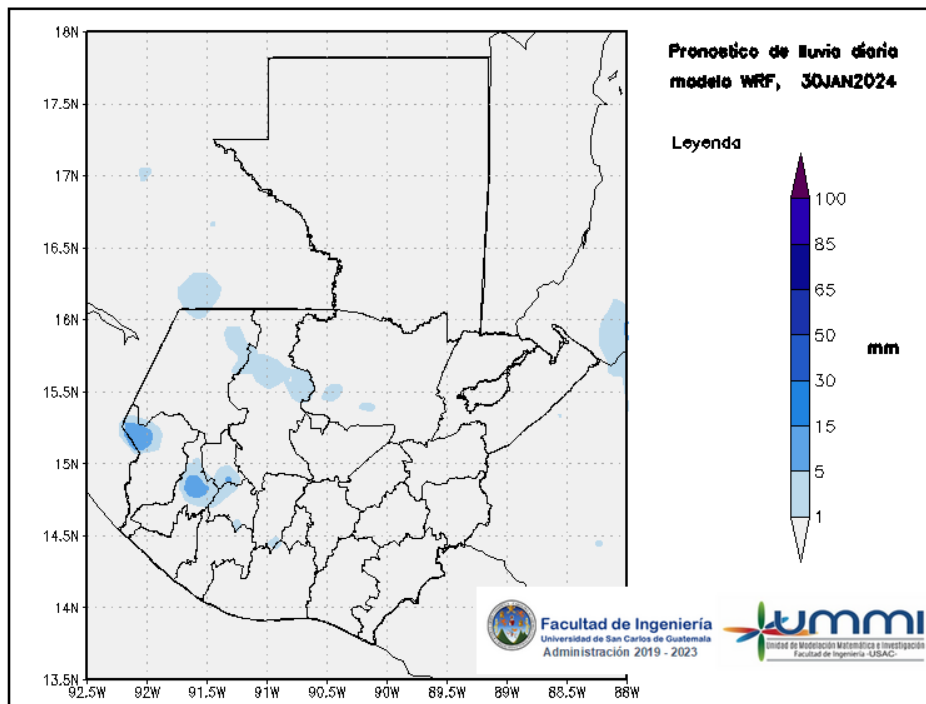 Pronostico de lluvia diaria
modelo WRF, 30JAN2024
Leyenda
100
85
65
50
30
15
5
1
mm
18N
17.5N
17N
16.5N
16N
15.5N
15N
14.5N
14N
13.5N
92.5W 92W 91.5W 91W 90.5W 90W 89.5W 89W 88.5W 88W
Facultad de Ingeniería
Universidad de San Carlos de Guatemala
Administración 2019 - 2023
ummi
Unidad de Modelación Matemática e Investigación
Facultad de Ingeniería -USAC-